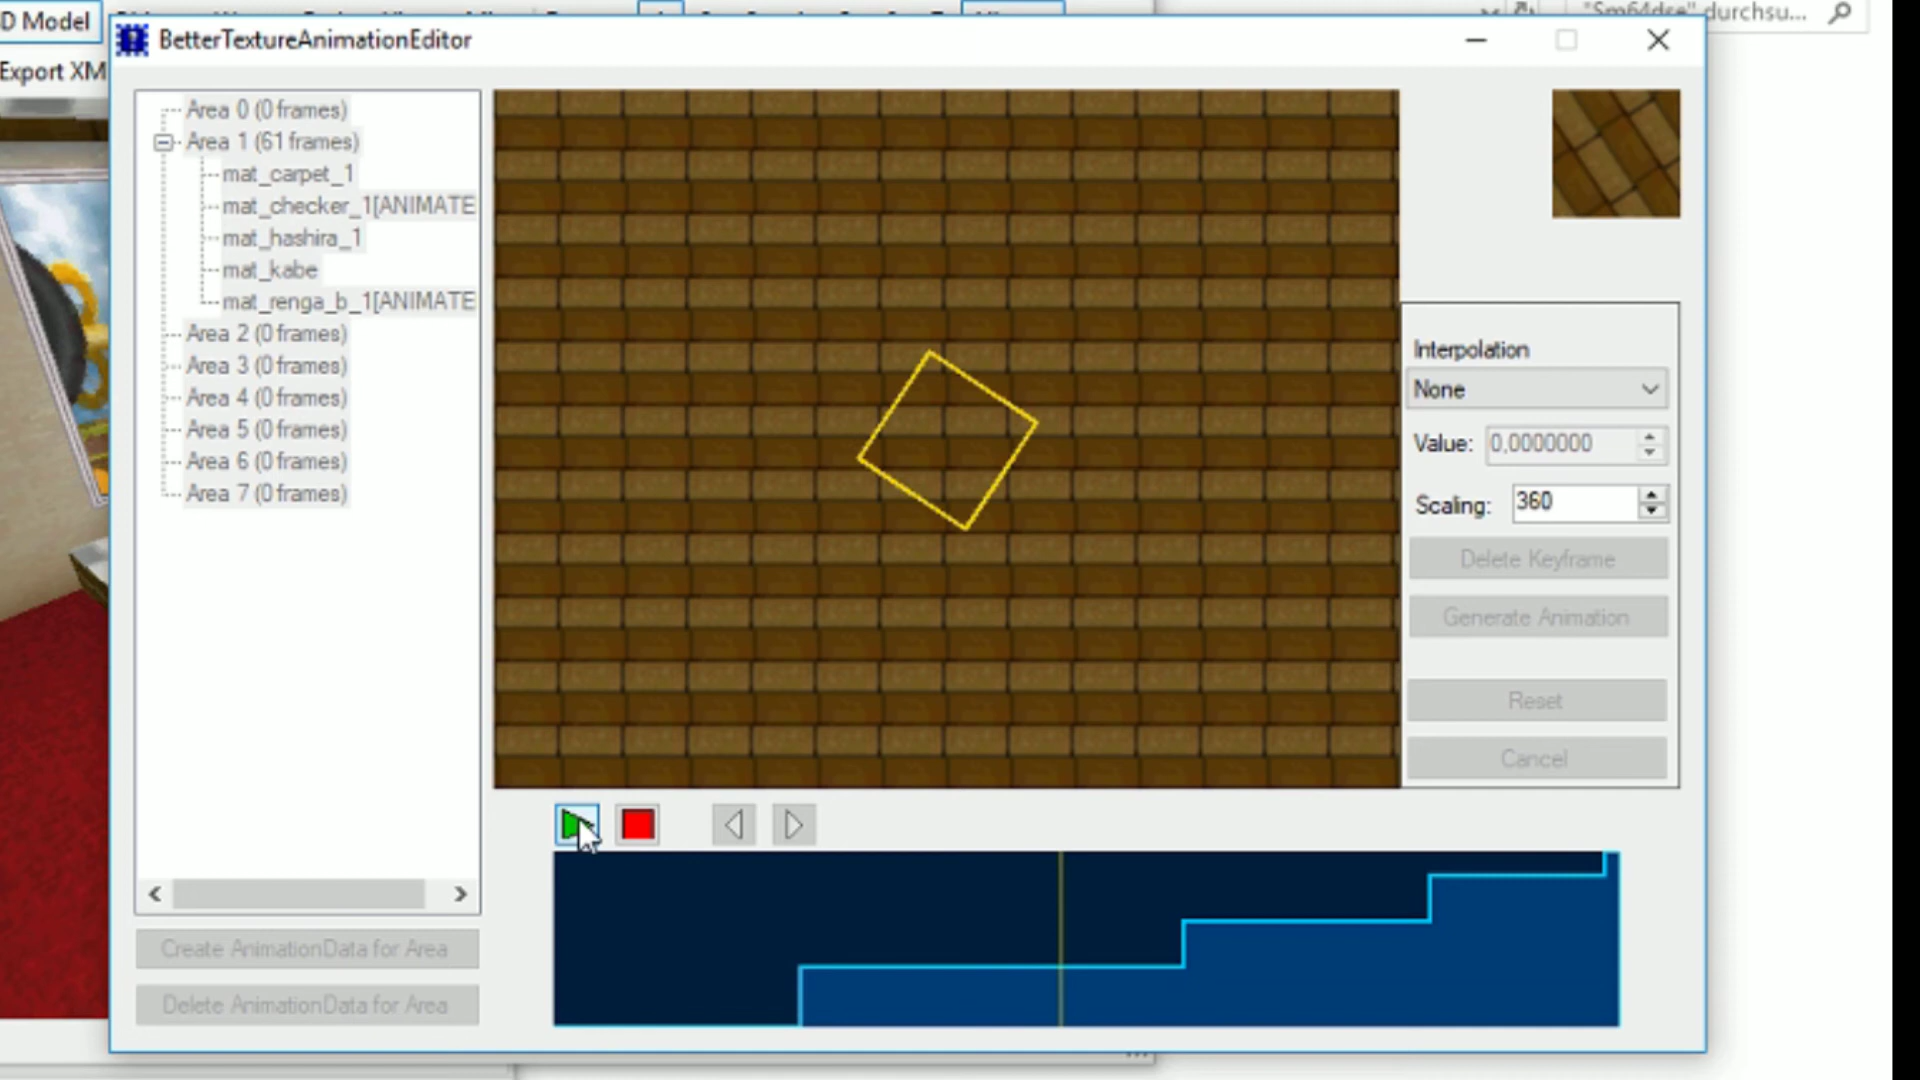 D Model
Export XM
"Sm64dse" durchsu...
BetterTextureAnimationEditor
Area 0 (0 frames)
Area 1 (61 frames)
mat_carpet_1
mat_checker_1[ANIMATE
mat_hashira_1
mat_kabe
mat_renga_b_1[ANIMATE
Area 2 (0 frames)
Area 3 (0 frames)
Area 4 (0 frames)
Area 5 (0 frames)
Area 6 (0 frames)
Area 7 (0 frames)
Create AnimationData for Area
Delete AnimationData for Area
Interpolation
None
Value: 0,0000000
Scaling: 360
Delete Keyframe
Generate Animation
Reset
Cancel